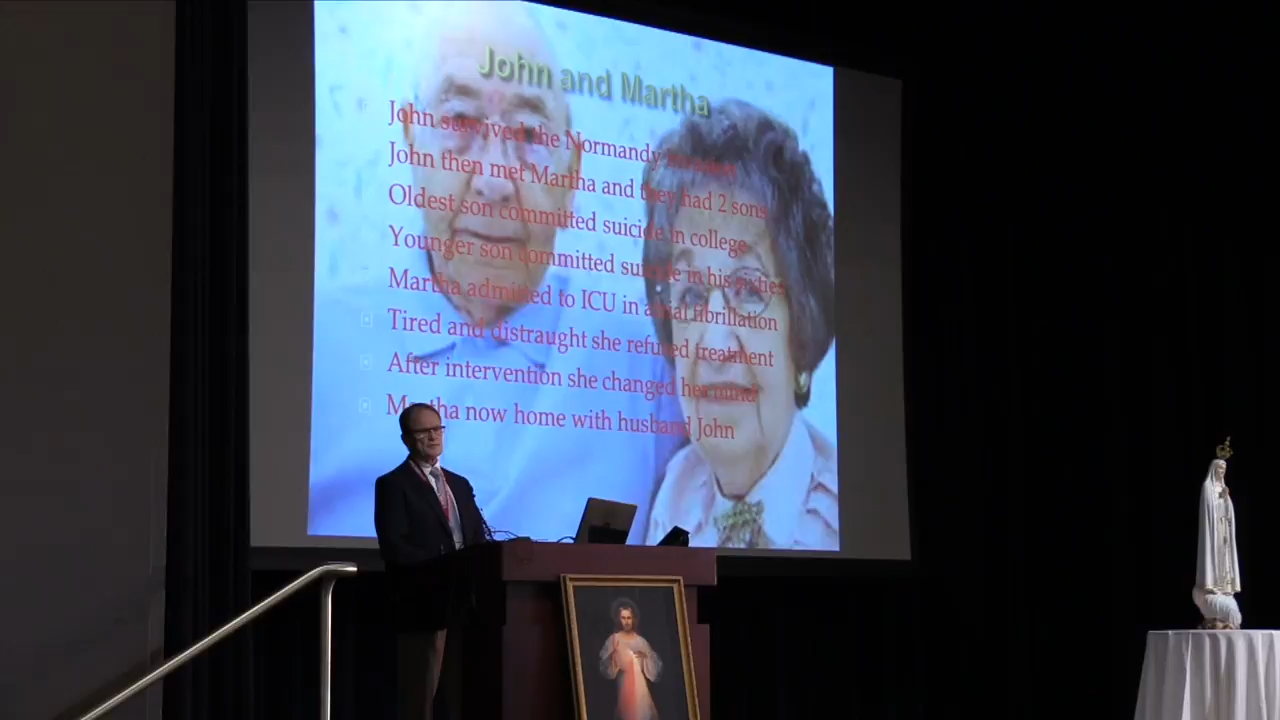 John and Martha
John survived the Normandy
John then met Martha and they had 2 sons
Oldest son committed suicide in college
Younger son committed suicide in his sixties
Martha admitted to ICU in atrial fibrillation
Tired and distraught she refused treatment
After intervention she changed her mind
Martha now home with husband John